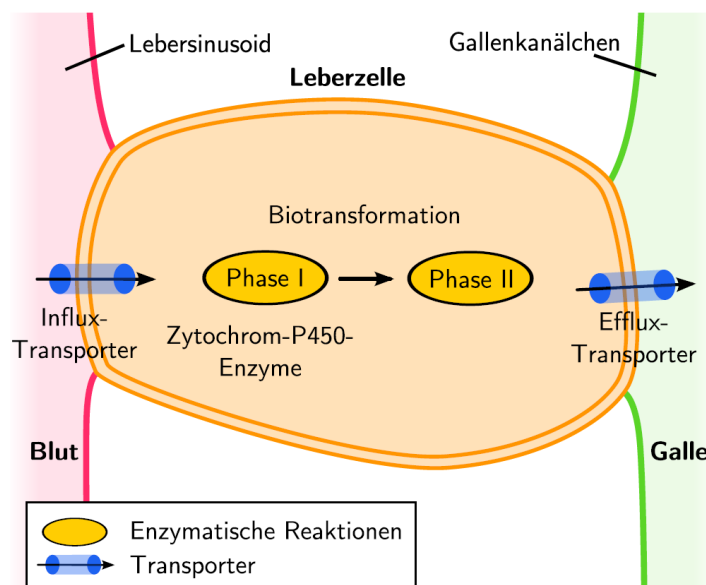 Lebersinusoid
Gallenkanälchen
Leberzelle
Biotransformation
Phase I
Phase II
Influx-
Transporter
Zytochrom-P450-
Enzyme
Efflux-
Transporter
Blut
Galle
Enzymatische Reaktionen
Transporter